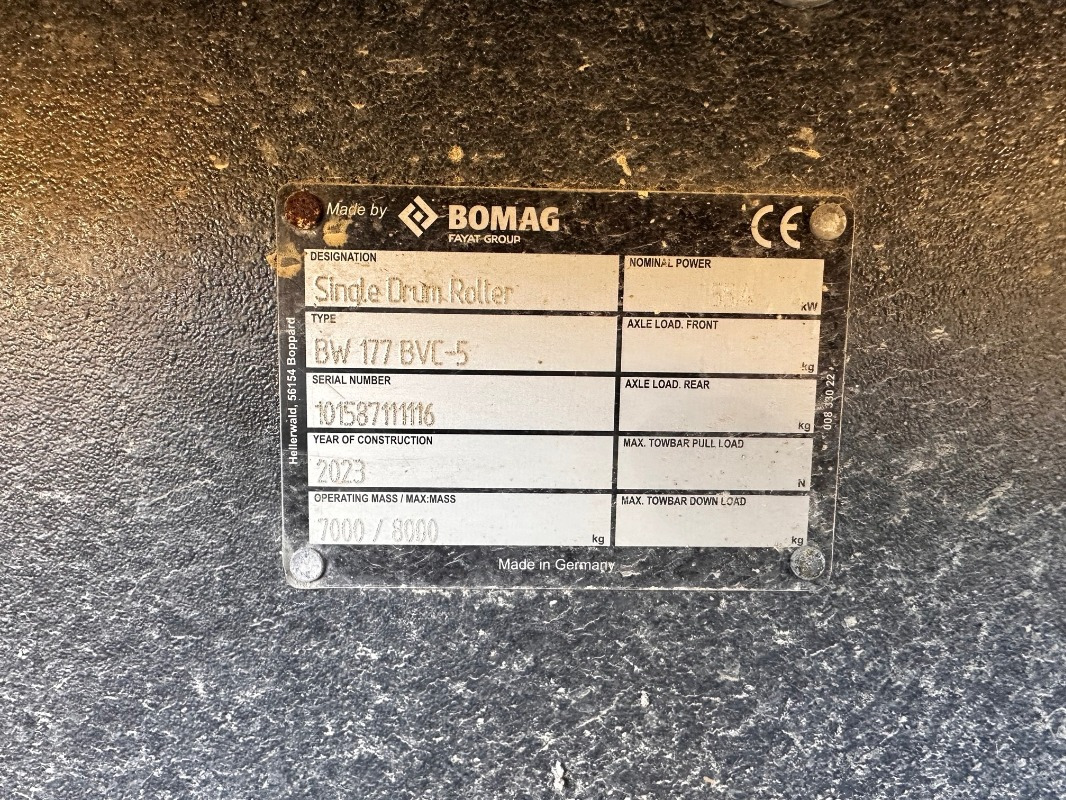 Made by BOMAG
FAYAT GROUP
CE
DESIGNATION
Single Drum Roller
NOMINAL POWER
55.4
kW
TYPE
BW 177 BVC-5
AXLE LOAD. FRONT
kg
SERIAL NUMBER
101587111116
AXLE LOAD. REAR
kg
YEAR OF CONSTRUCTION
2023
MAX. TOWBAR PULL LOAD
N
OPERATING MASS / MAX:MASS
7000 / 8000
kg
MAX. TOWBAR DOWN LOAD
kg
Made in Germany
Hellerwald, 56154 Boppard
008 330 22